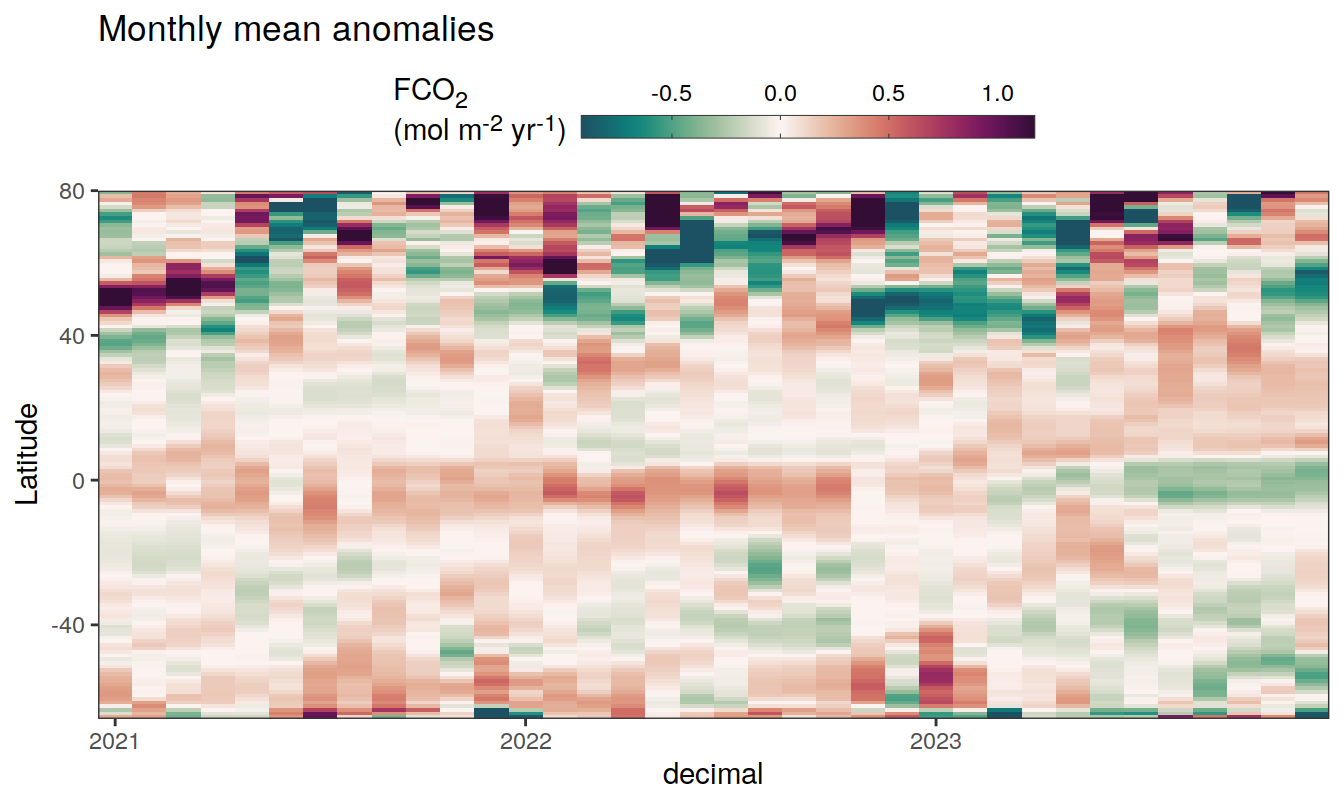 Monthly mean anomalies
FCO₂
(mol m⁻² yr⁻¹)
-0.5 0.0 0.5 1.0
80
40
0
-40
Latitude
2021 2022 2023
decimal